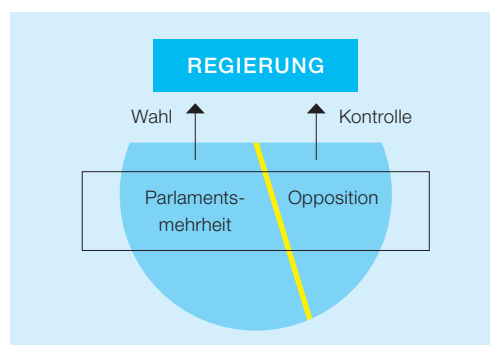 REGIERUNG
Wahl
Kontrolle
Parlaments-
mehrheit
Opposition